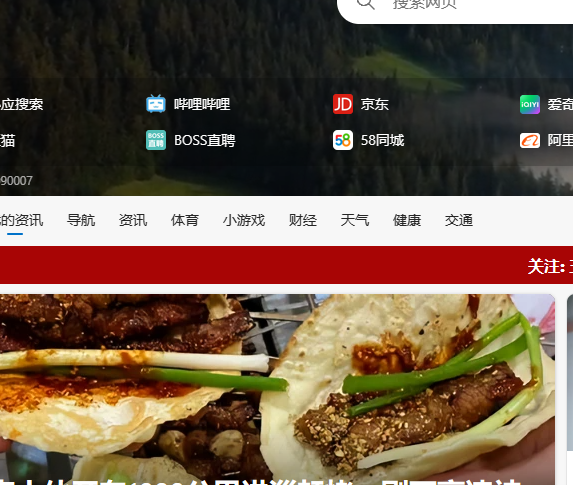 搜索网页
应搜索 哔哩哔哩 京东 爱奇
猫 BOSS直聘 58同城 阿里
90007
的资讯 导航 资讯 体育 小游戏 财经 天气 健康 交通
关注: